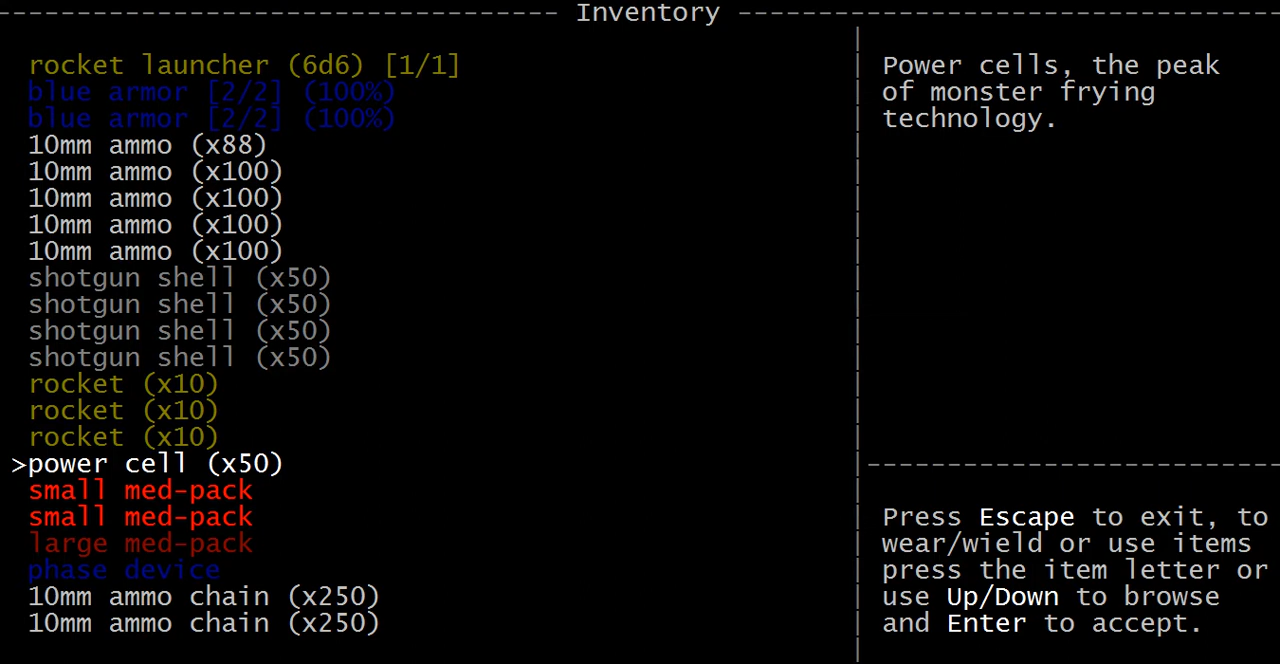 Inventory
rocket launcher (6d6) [1/1]
blue armor [2/2] (100%)
blue armor [2/2] (100%)
10mm ammo (x88)
10mm ammo (x100)
10mm ammo (x100)
10mm ammo (x100)
10mm ammo (x100)
shotgun shell (x50)
shotgun shell (x50)
shotgun shell (x50)
shotgun shell (x50)
rocket (x10)
rocket (x10)
rocket (x10)
>power cell (x50)
small med-pack
small med-pack
large med-pack
phase device
10mm ammo chain (x250)
10mm ammo chain (x250)
Power cells, the peak
of monster frying
technology.
Press Escape to exit, to
wear/wield or use items
press the item letter or
use Up/Down to browse
and Enter to accept.